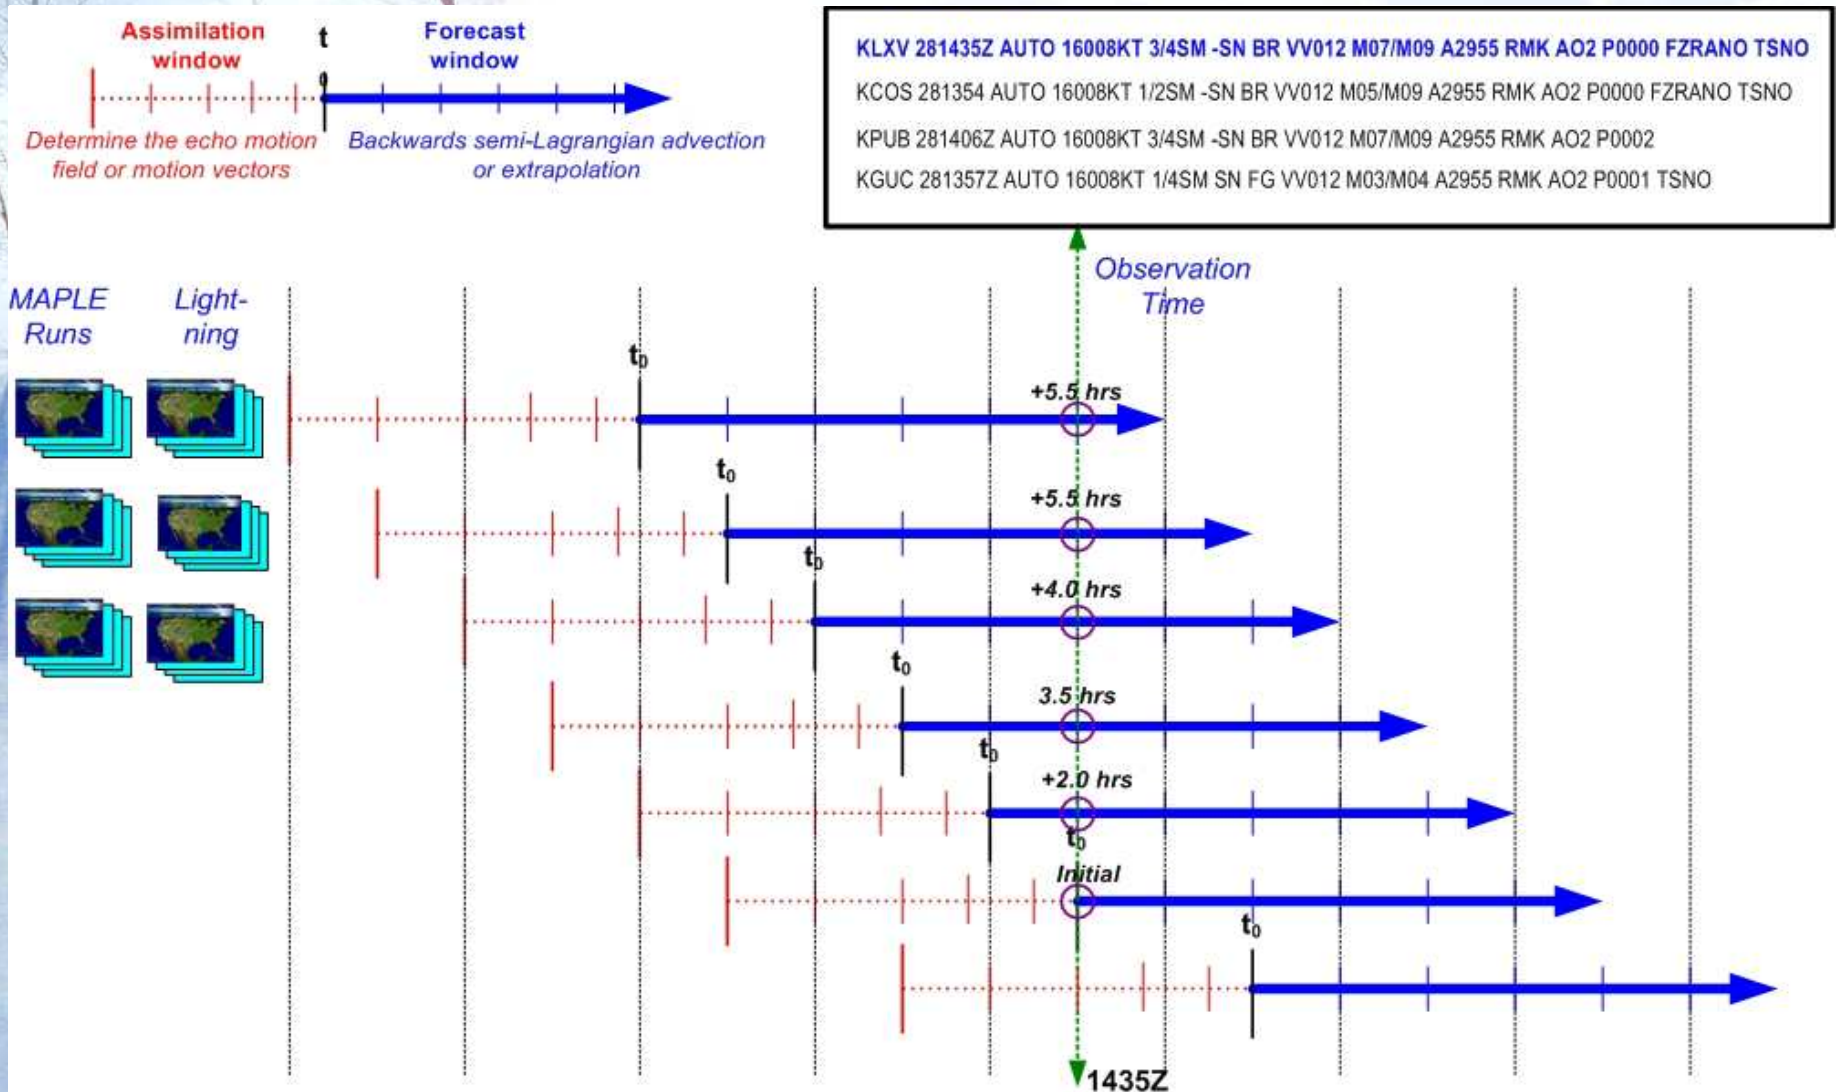 Assimilation
window
t
0
Forecast
window
Determine the echo motion
field or motion vectors
Backwards semi-Lagrangian advection
or extrapolation
KLXV 281435Z AUTO 16008KT 3/4SM -SN BR VV012 M07/M09 A2955 RMK AO2 P0000 FZRANO TSNO
KCOS 281354 AUTO 16008KT 1/2SM -SN BR VV012 M05/M09 A2955 RMK AO2 P0000 FZRANO TSNO
KPUB 281406Z AUTO 16008KT 3/4SM -SN BR VV012 M07/M09 A2955 RMK AO2 P0002
KGUC 281357Z AUTO 16008KT 1/4SM SN FG VV012 M03/M04 A2955 RMK AO2 P0001 TSNO
Observation
Time
MAPLE
Runs
Light-
ning
t0
+5.5 hrs
t0
+5.5 hrs
t0
+4.0 hrs
t0
3.5 hrs
t0
+2.0 hrs
t0
Initial
t0
1435Z